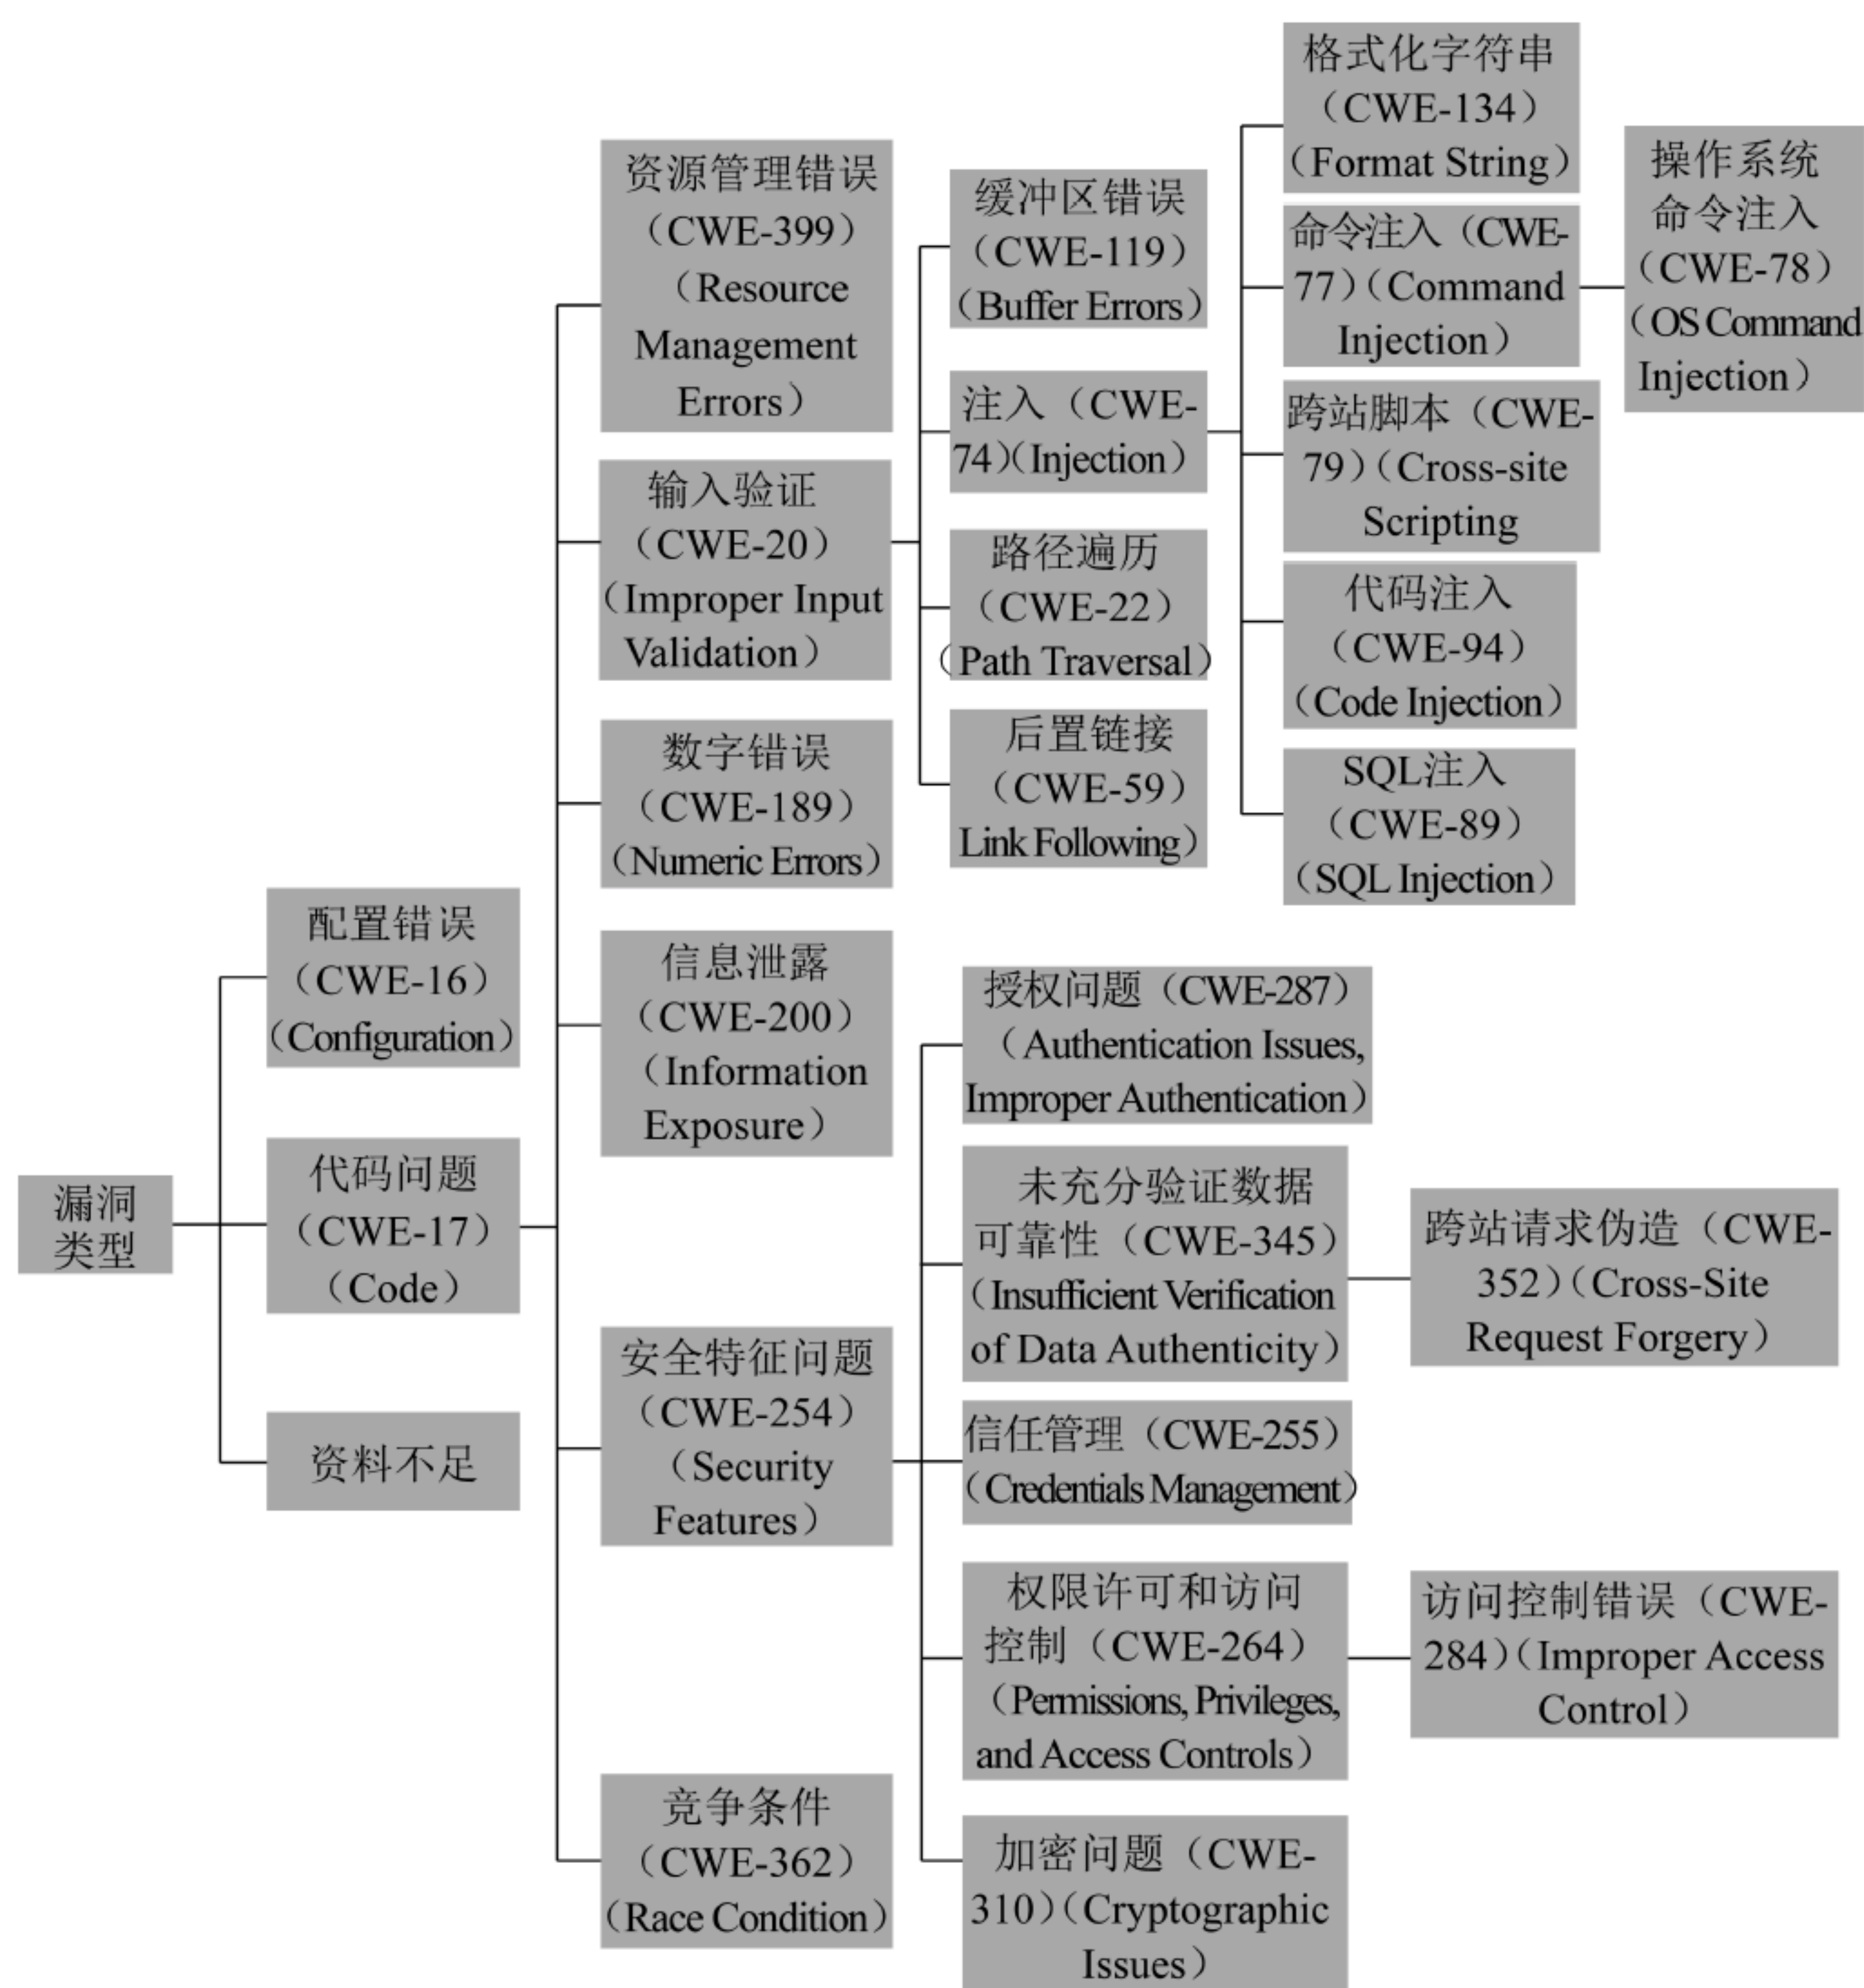 漏洞
类型
配置错误
（CWE-16）
（Configuration）
代码问题
（CWE-17）
（Code）
资料不足
资源管理错误
（CWE-399）
（Resource
Management
Errors）
输入验证
（CWE-20）
（Improper Input
Validation）
数字错误
（CWE-189）
（Numeric Errors）
信息泄露
（CWE-200）
（Information
Exposure）
安全特征问题
（CWE-254）
（Security
Features）
竞争条件
（CWE-362）
（Race Condition）
缓冲区错误
（CWE-119）
（Buffer Errors）
注入（CWE-
74）（Injection）
路径遍历
（CWE-22）
（Path Traversal）
后置链接
（CWE-59）
Link Following）
格式化字符串
（CWE-134）
（Format String）
命令注入（CWE-
77）（Command
Injection）
跨站脚本（CWE-
79）（Cross-site
Scripting
代码注入
（CWE-94）
（Code Injection）
SQL注入
（CWE-89）
（SQL Injection）
操作系统
命令注入
（CWE-78）
（OS Command
Injection）
授权问题（CWE-287）
（Authentication Issues,
Improper Authentication）
未充分验证数据
可靠性（CWE-345）
（Insufficient Verification
of Data Authenticity）
信任管理（CWE-255）
（Credentials Management）
权限许可和访问
控制（CWE-264）
（Permissions, Privileges,
and Access Controls）
加密问题（CWE-
310）（Cryptographic
Issues）
跨站请求伪造（CWE-
352）（Cross-Site
Request Forgery）
访问控制错误（CWE-
284）（Improper Access
Control）